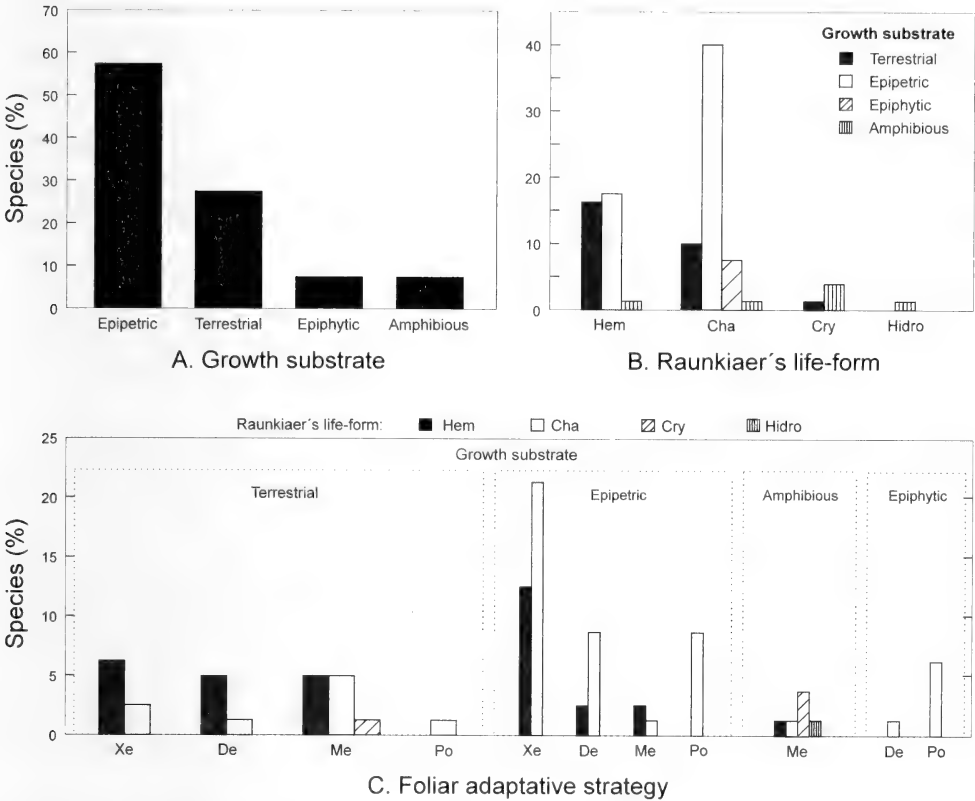 Species (%)
70
60
50
40
30
20
10
0
Epipetric Terrestrial Epiphytic Amphibious
A. Growth substrate
40
30
20
10
0
Growth substrate
Terrestrial
Epipetric
Epiphytic
Amphibious
Hem Cha Cry Hidro
B. Raunkiaer´s life-form
Raunkiaer´s life-form: Hem Cha Cry Hidro
Species (%)
25
20
15
10
5
0
Growth substrate
Terrestrial Epipetric Amphibious Epiphytic
Xe De Me Po Xe De Me Po Me De Po
C. Foliar adaptative strategy